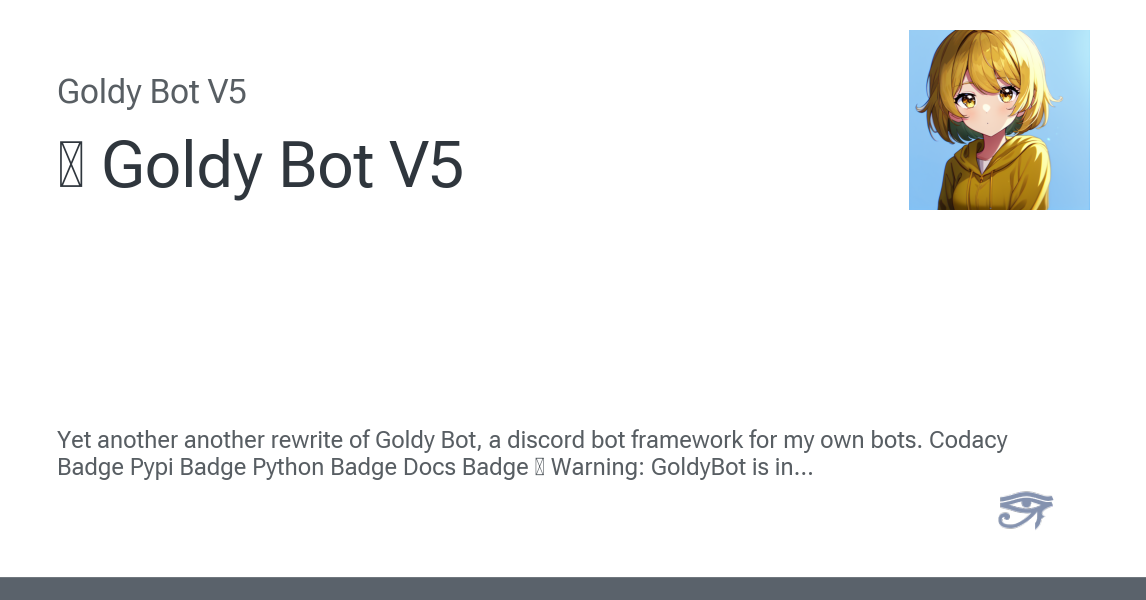 Goldy Bot V5
Goldy Bot V5
Yet another another rewrite of Goldy Bot, a discord bot framework for my own bots. Codacy
Badge Pypi Badge Python Badge Docs Badge Warning: GoldyBot is in...